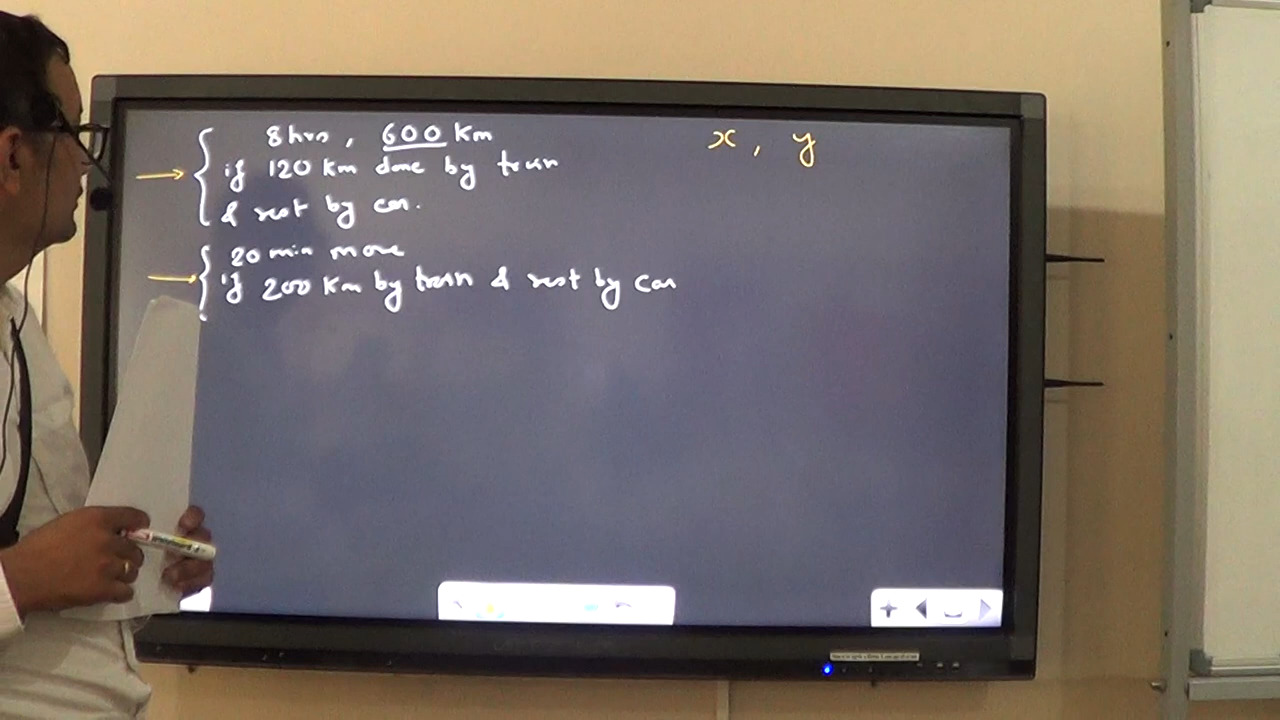 8 hrs, 600 Km
if 120 Km done by train
& rest by car.
20 min more
if 200 Km by train & rest by car
x, y